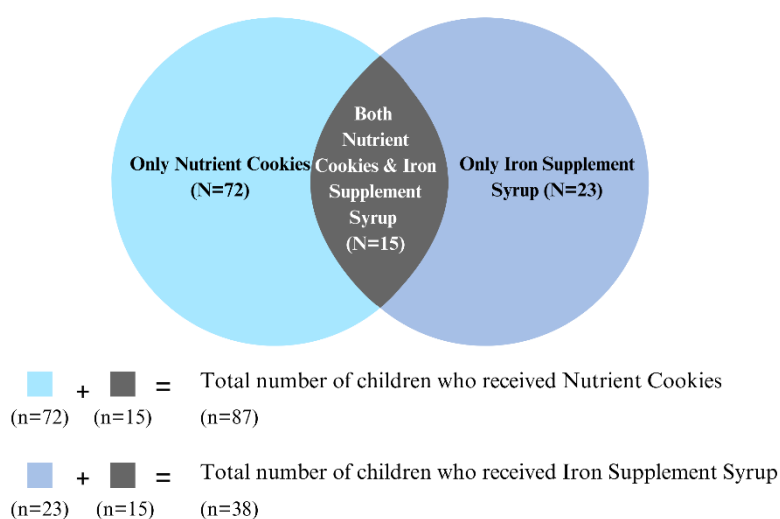 Both
Nutrient
Only Nutrient Cookies Cookies & Iron Only Iron Supplement
(N=72) Supplement Syrup (N=23)
Syrup
(N=15)
+ = Total number of children who received Nutrient Cookies
(n=72) (n=15) (n=87)
+ = Total number of children who received Iron Supplement Syrup
(n=23) (n=15) (n=38)